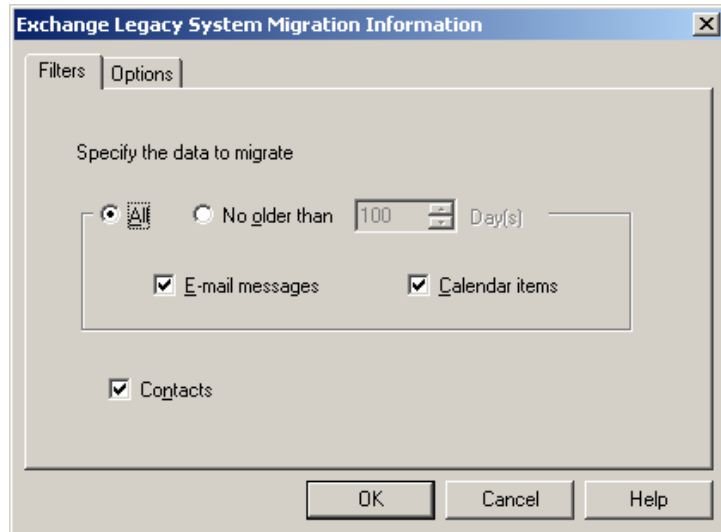 Exchange Legacy System Migration Information
Filters Options
Specify the data to migrate
All No older than 100 Day(s)
E-mail messages Calendar items
Contacts
OK Cancel Help